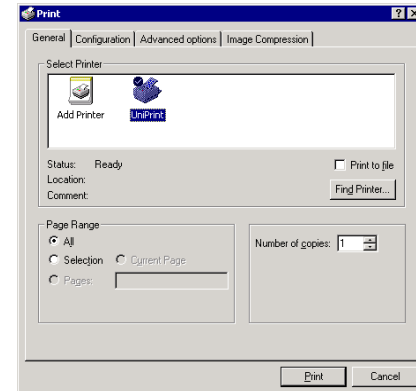 Print
General Configuration Advanced options Image Compression
Select Printer
Add Printer UniPrint
Status: Ready
Print to file
Location:
Comment:
Find Printer...
Page Range
All
Number of copies: 1
Selection Current Page
Pages:
Print Cancel